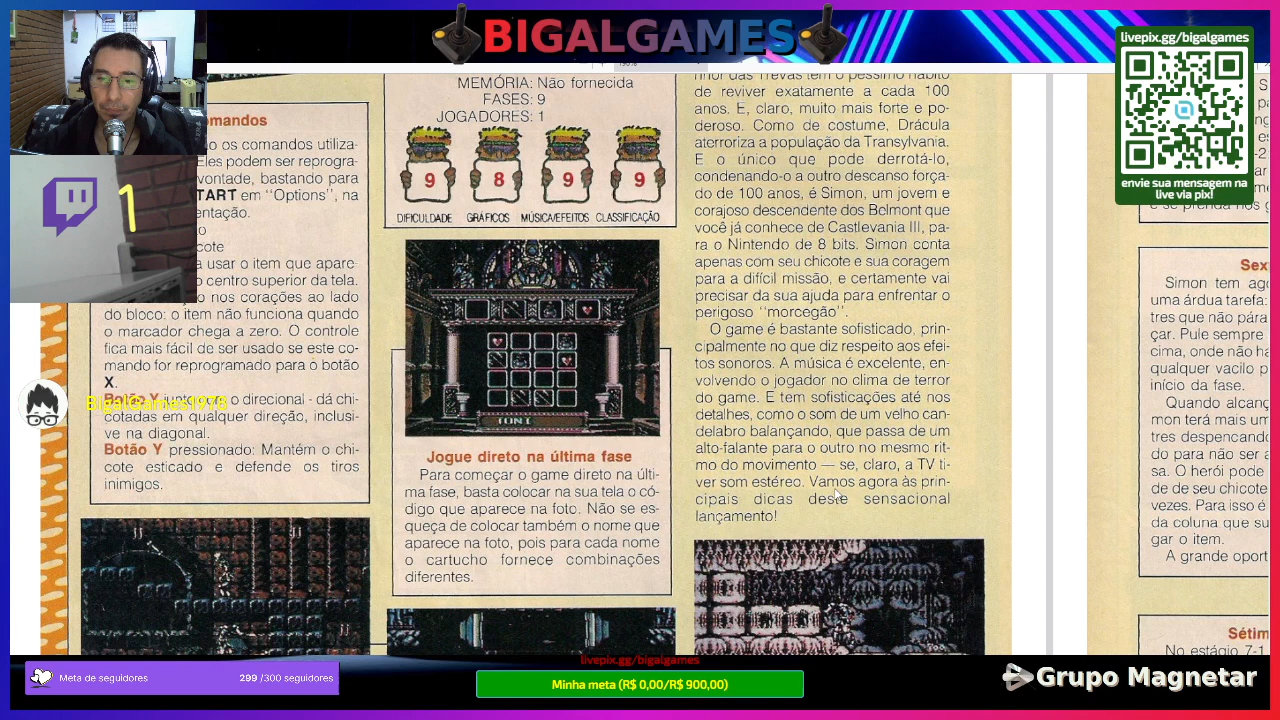 BIGALGAMES
livepix.gg/bigalgames
envie sua mensagem na
live via pix!
1
BigalGames1978
omandos
o os comandos utiliza-
Eles podem ser reprogra-
vontade, bastando para
TART em "Options", na
entação.
o
cote
a usar o item que apare-
o centro superior da tela.
o nos corações ao lado
do bloco: o item não funciona quando
o marcador chega a zero. O controle
fica mais fácil de ser usado se este co-
mando for reprogramado para o botão
X.
o direcional - dá chi-
cotadas em qualquer direção, inclusi-
ve na diagonal.
Botão Y pressionado: Mantém o chi-
cote esticado e defende os tiros
inimigos.
MEMÓRIA: Não fornecida
FASES: 9
JOGADORES: 1
9 8 9 9
DIFICULDADE GRÁFICOS MÚSICA/EFEITOS CLASSIFICAÇÃO
Jogue direto na última fase
Para começar o game direto na últi-
ma fase, basta colocar na sua tela o có-
digo que aparece na foto. Não se es-
queça de colocar também o nome que
aparece na foto, pois para cada nome
o cartucho fornece combinações
diferentes.
nhor das Trevas tem o péssimo hábito
de reviver exatamente a cada 100
anos. E, claro, muito mais forte e po-
deroso. Como de costume, Drácula
aterroriza a população da Transylvania.
E o único que pode derrotá-lo,
condenando-o a outro descanso força-
do de 100 anos, é Simon, um jovem e
corajoso descendente dos Belmont que
você já conhece de Castlevania III, pa-
ra o Nintendo de 8 bits. Simon conta
apenas com seu chicote e sua coragem
para a difícil missão, e certamente vai
precisar da sua ajuda para enfrentar o
perigoso "morcegão".
O game é bastante sofisticado, prin-
cipalmente no que diz respeito aos efei-
tos sonoros. A música é excelente, en-
volvendo o jogador no clima de terror
do game. E tem sofisticações até nos
detalhes, como o som de um velho can-
delabro balançando, que passa de um
alto-falante para o outro no mesmo rit-
mo do movimento — se, claro, a TV ti-
ver som estéreo. Vamos agora às prin-
cipais dicas desse sensacional
lançamento!
Sex
Simon tem ago
uma árdua tarefa:
tres que não pára
çar. Pule sempre
cima, onde não ha
qualquer vacilo p
início da fase.
Quando alcanç
mon terá mais um
tres despencando
do para não ser a
sa. O herói pode
de de seu chicote
vezes. Para isso é
da coluna que su
gar o item.
A grande oport
Sétim
No estágio 7-1
livepix.gg/bigalgames
Meta de seguidores 299 /300 seguidores
Minha meta (R$ 0,00/R$ 900,00)
Grupo Magnetar